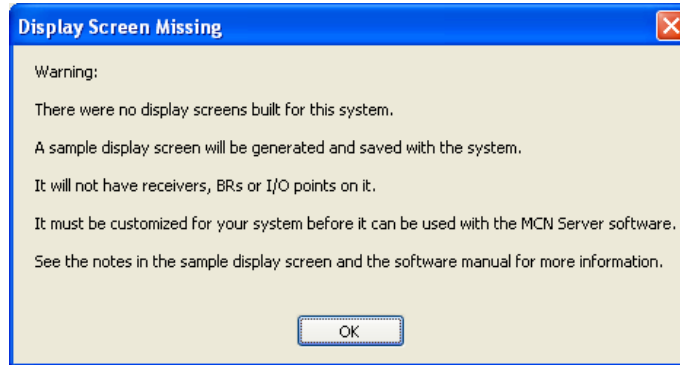 Display Screen Missing
Warning:
There were no display screens built for this system.
A sample display screen will be generated and saved with the system.
It will not have receivers, BRs or I/O points on it.
It must be customized for your system before it can be used with the MCN Server software.
See the notes in the sample display screen and the software manual for more information.
OK